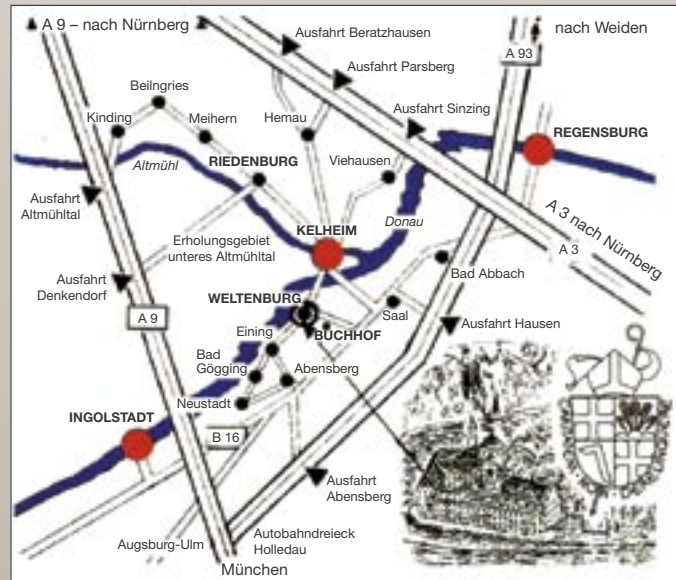 A 9 – nach Nürnberg
nach Weiden
Ausfahrt Beratzhausen
A 93
Ausfahrt Parsberg
Beilngries
Kinding
Meihern
Hemau
Ausfahrt Sinzing
REGENSBURG
Altmühl
RIEDENBURG
Viehausen
Ausfahrt
Altmühltal
Donau
A 3 nach Nürnberg
KELHEIM
Erholungsgebiet
unteres Altmühltal
A 3
Bad Abbach
Ausfahrt
Denkendorf
WELTENBURG
Saal
A 9
Eining
BUCHHOF
Ausfahrt Hausen
Bad
Gögging
Abensberg
Neustadt
INGOLSTADT
B 16
Ausfahrt
Abensberg
Augsburg-Ulm
Autobahndreieck
Holledau
München